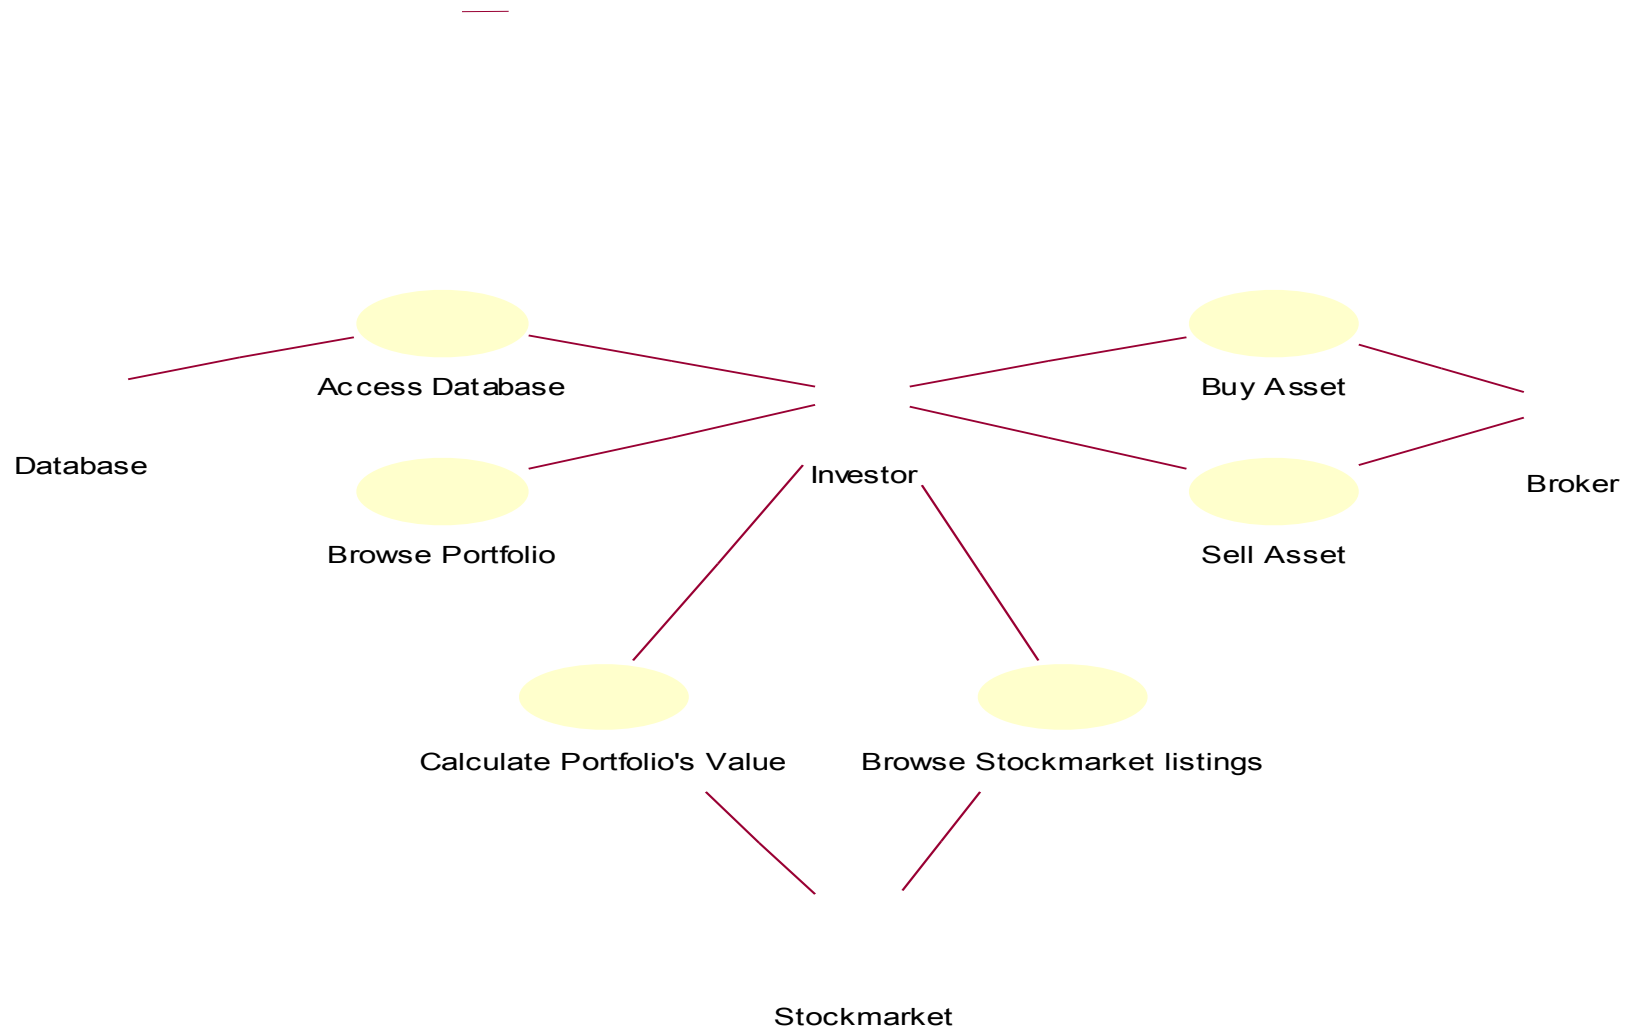 Access Database
Buy Asset
Database
Investor
Broker
Browse Portfolio
Sell Asset
Calculate Portfolio's Value
Browse Stockmarket listings
Stockmarket